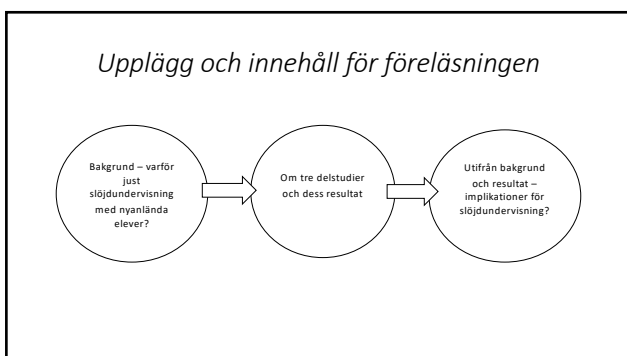 Upplägg och innehåll för föreläsningen
Bakgrund – varför
just
slöjdundervisning
med nyanlända
elever?
Om tre delstudier
och dess resultat
Utifrån bakgrund
och resultat –
implikationer för
slöjdundervisning?